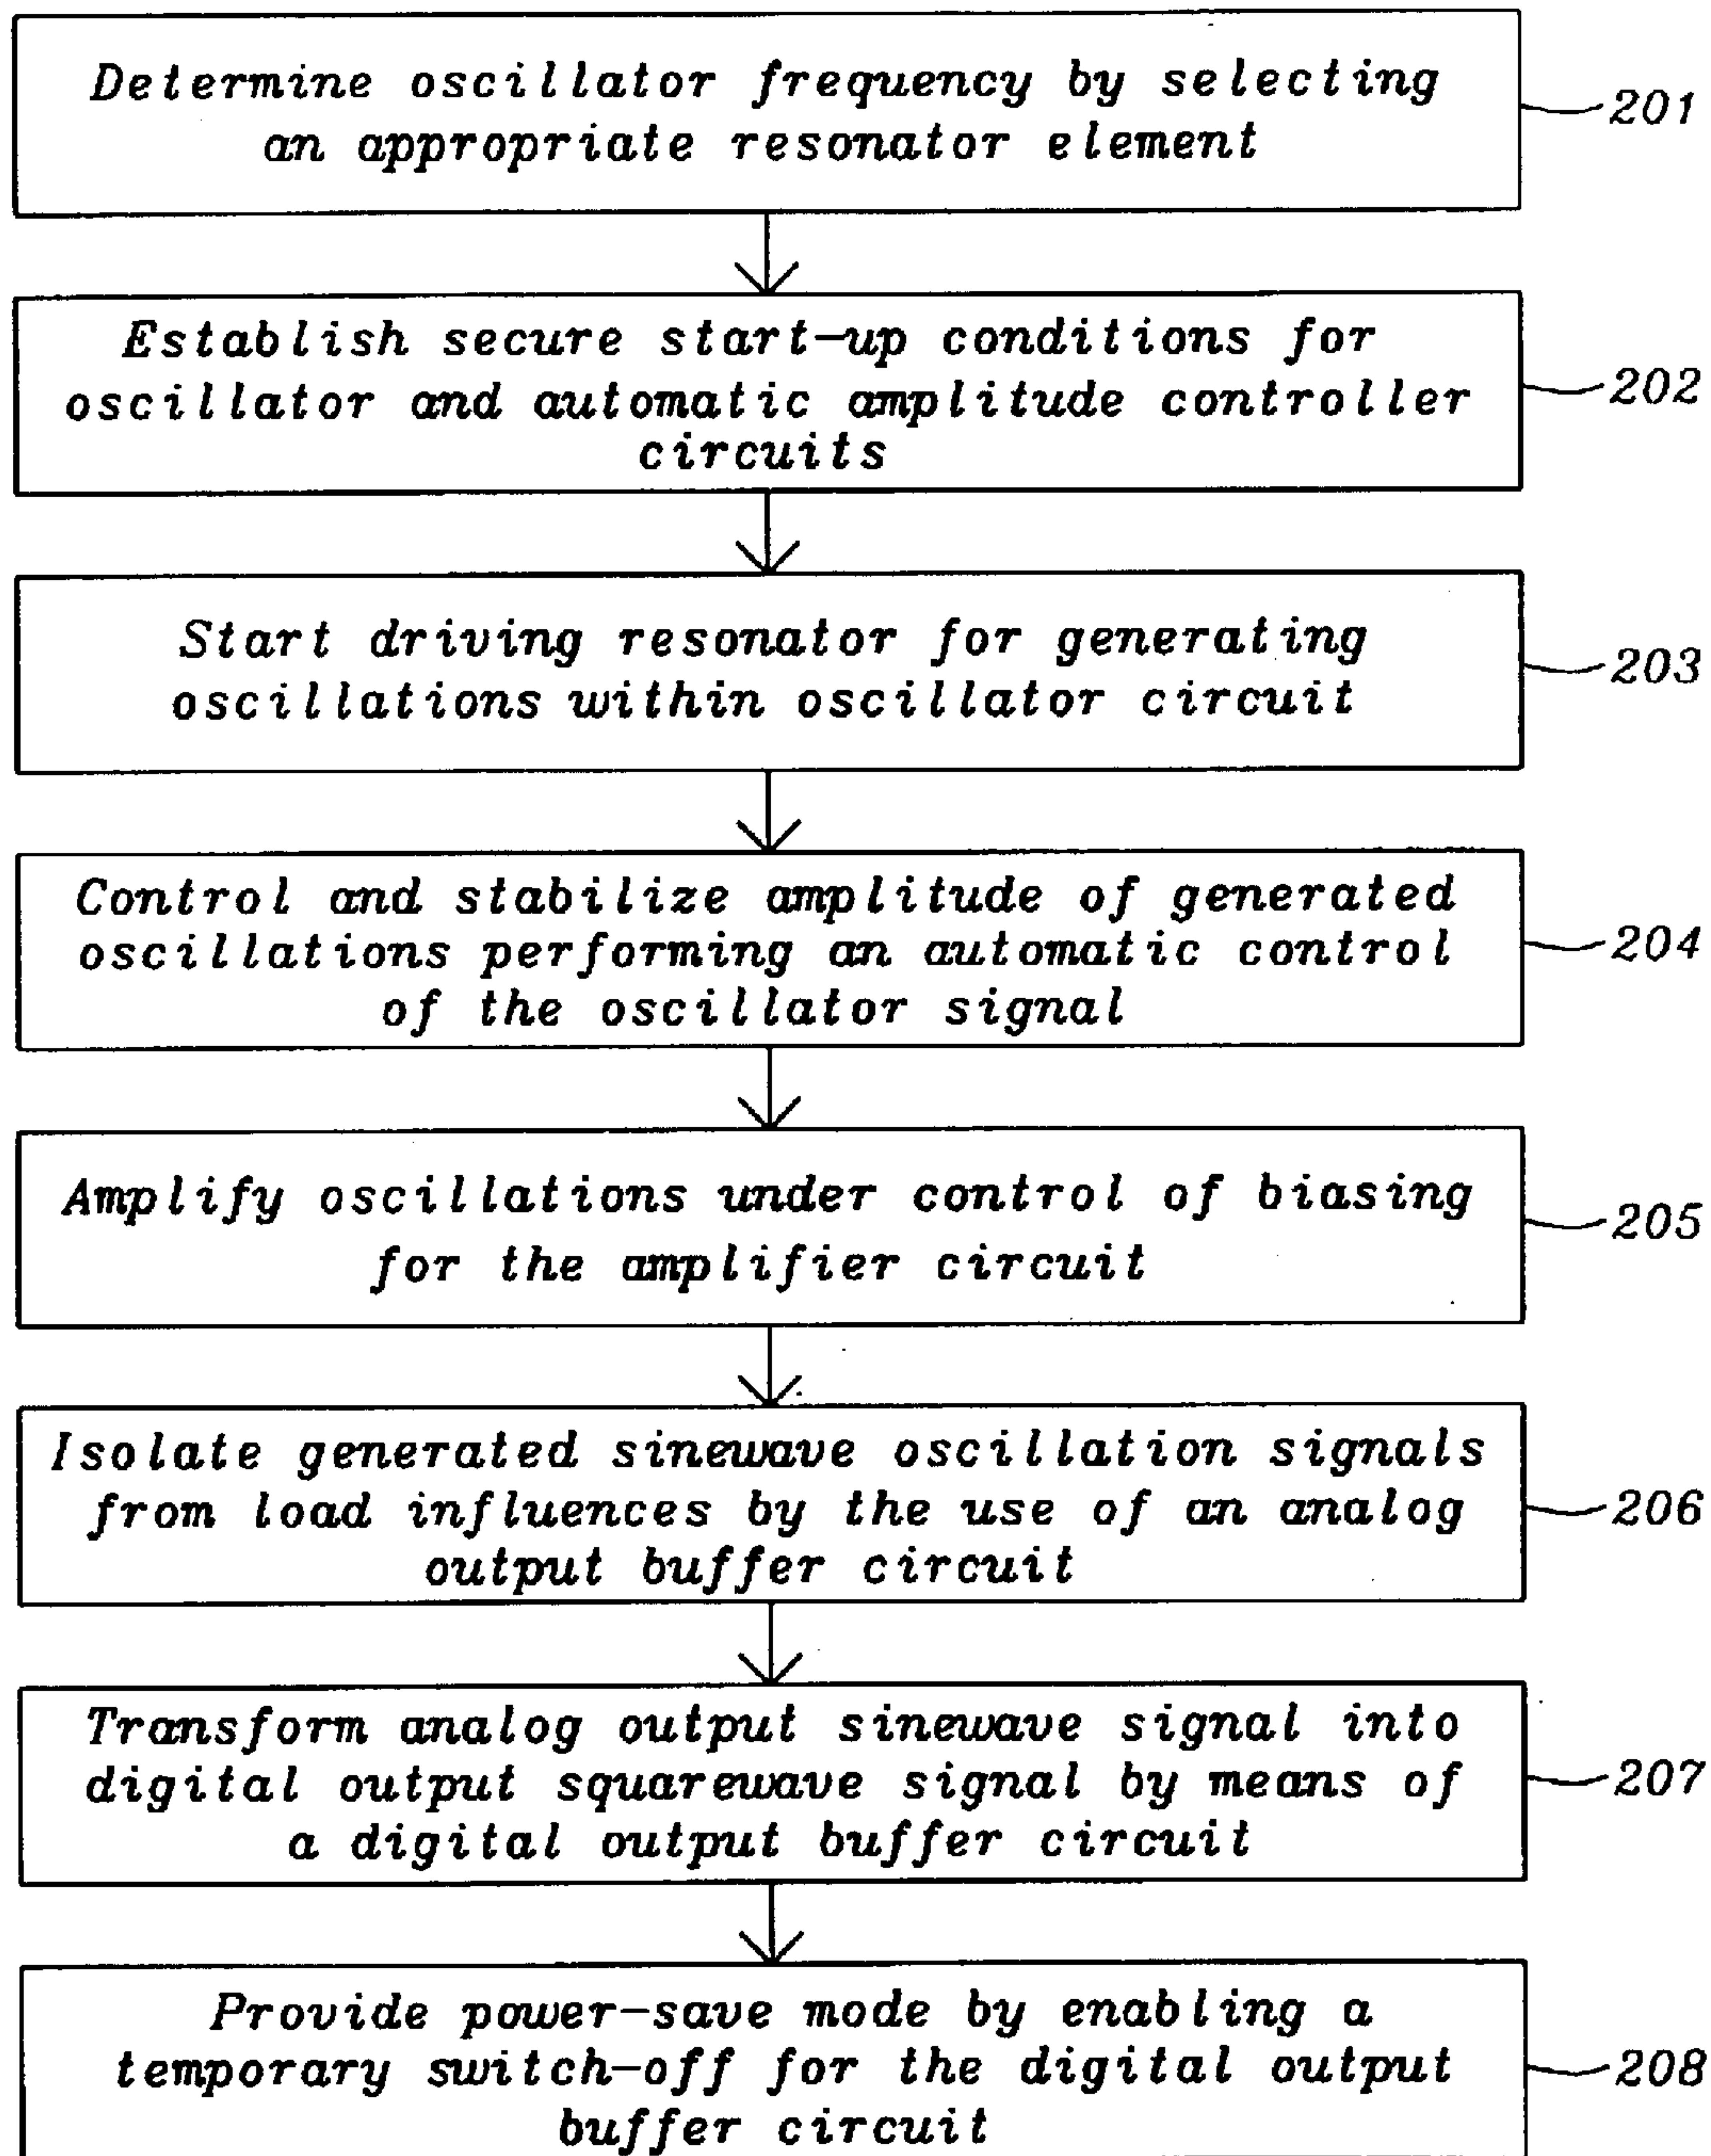 Determine oscillator frequency by selecting
an appropriate resonator element
201
Establish secure start-up conditions for
oscillator and automatic amplitude controller
circuits
202
Start driving resonator for generating
oscillations within oscillator circuit
203
Control and stabilize amplitude of generated
oscillations performing an automatic control
of the oscillator signal
204
Amplify oscillations under control of biasing
for the amplifier circuit
205
Isolate generated sinewave oscillation signals
from load influences by the use of an analog
output buffer circuit
206
Transform analog output sinewave signal into
digital output squarewave signal by means of
a digital output buffer circuit
207
Provide power-save mode by enabling a
temporary switch-off for the digital output
buffer circuit
208